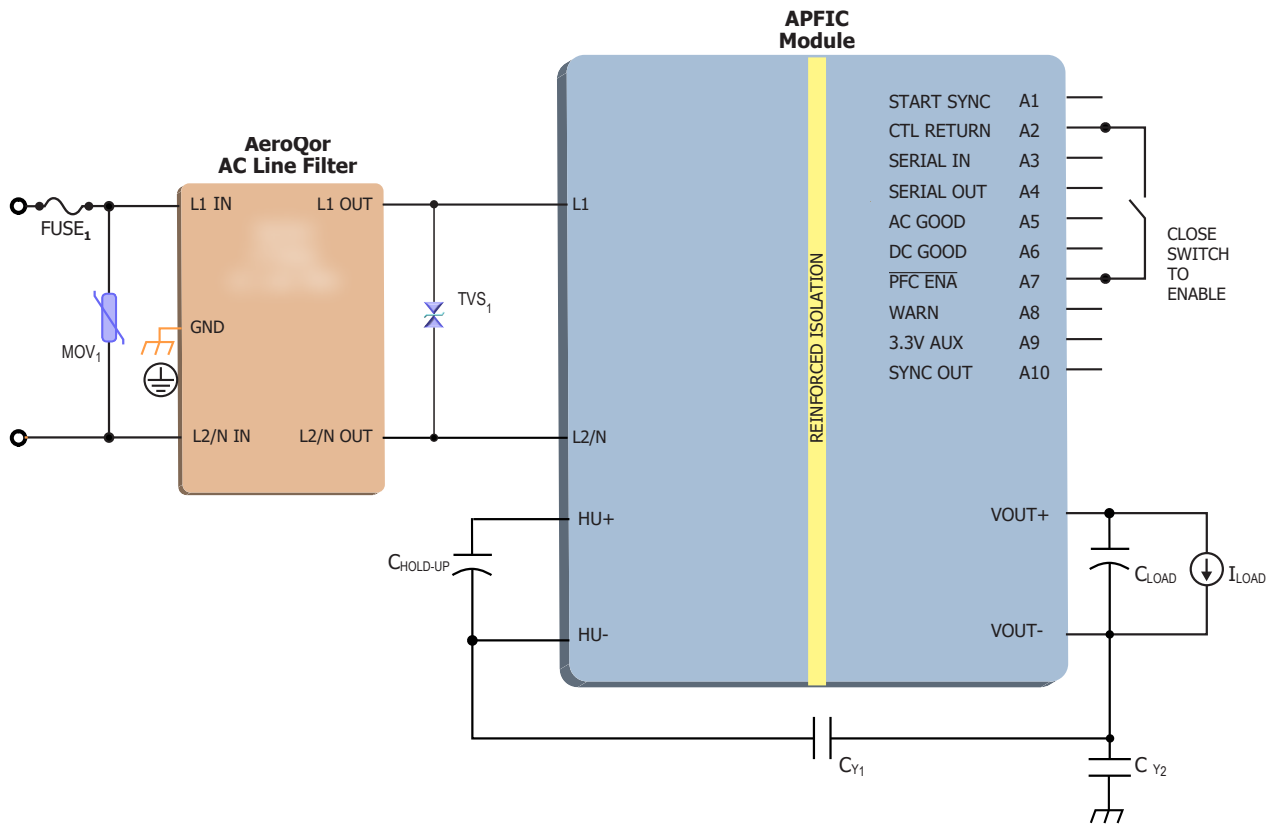 APFIC
Module
AeroQor
AC Line Filter
FUSE1
MOV1
L1 IN
L1 OUT
GND
L2/N IN
L2/N OUT
TVS1
L1
L2/N
HU+
HU-
CHOLD-UP
REINFORCED ISOLATION
START SYNC A1
CTL RETURN A2
SERIAL IN A3
SERIAL OUT A4
AC GOOD A5
DC GOOD A6
PFC ENA A7
WARN A8
3.3V AUX A9
SYNC OUT A10
CLOSE
SWITCH
TO
ENABLE
VOUT+
VOUT-
CLOAD
ILOAD
CY1
C Y2